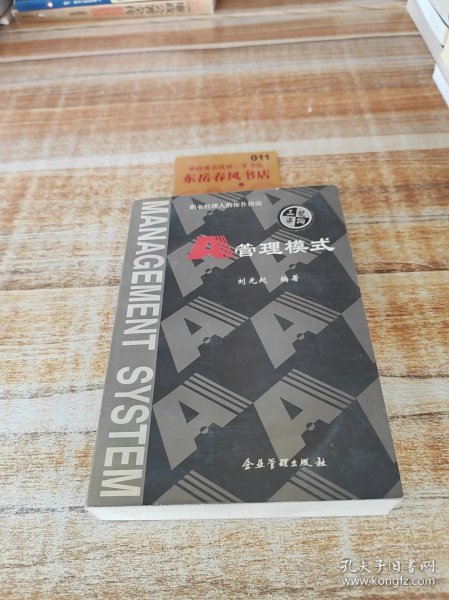 011
东岳春风书店
职业经理人的操作指南
A管理模式
刘光起 编著
MANAGEMENT SYSTEM
企业管理出版社
孔夫子旧书网
www.kongfz.com